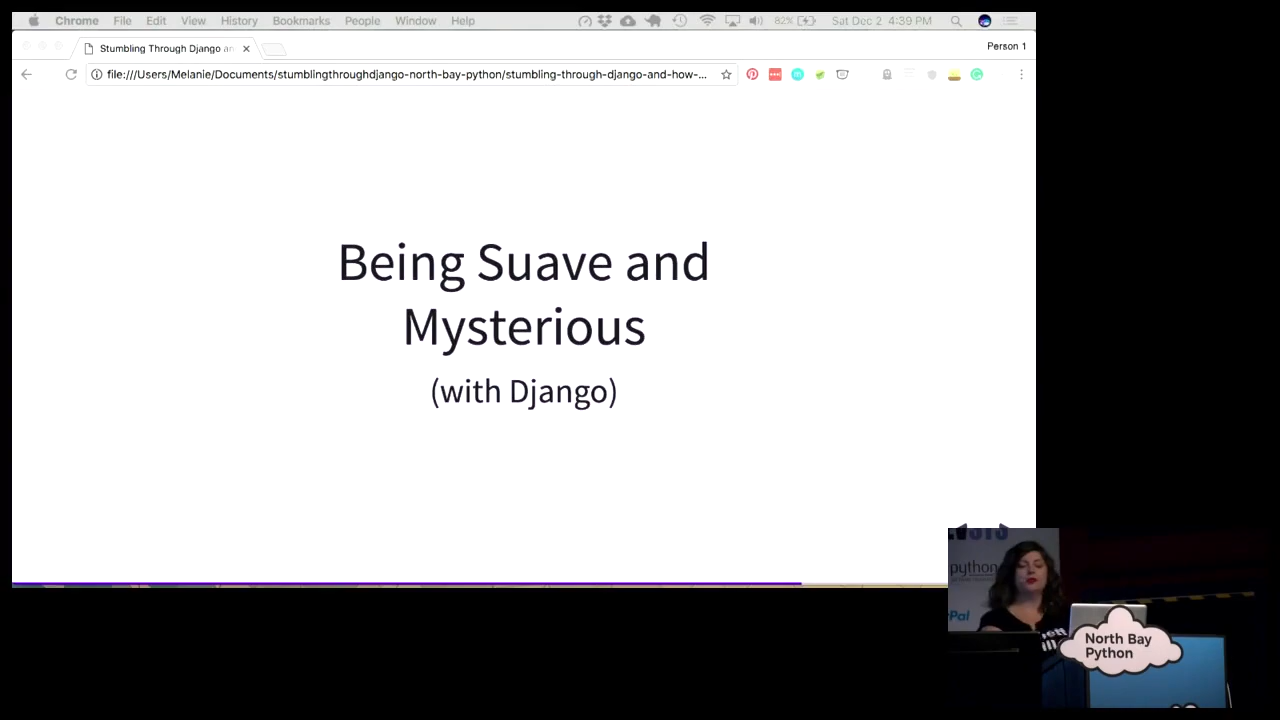 Chrome File Edit View History Bookmarks People Window Help 82% Sat Dec 2 4:39 PM
Stumbling Through Django an
Person 1
file:///Users/Melanie/Documents/stumblingthroughdjango-north-bay-python/stumbling-through-django-and-how-...
Being Suave and
Mysterious
(with Django)
python
Pal
North Bay
Python